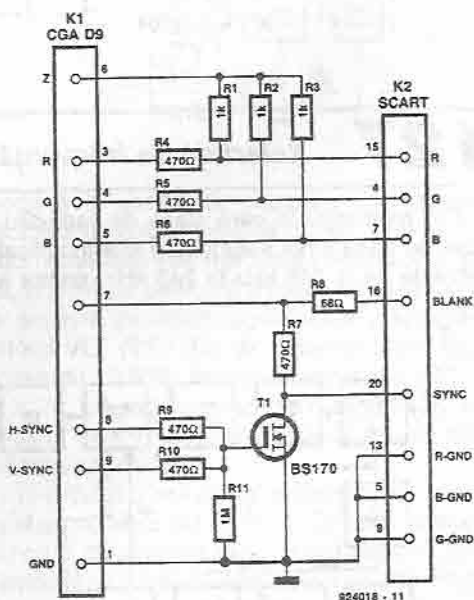 K1
CGA D9
K2
SCART
Z
6
R1
R2
R3
1k
1k
1k
R
3
R4
470Ω
15
R
G
4
R5
470Ω
4
G
B
5
R6
470Ω
7
B
7
R8
68Ω
16
BLANK
R7
470Ω
20
SYNC
T1
BS170
H-SYNC
8
R9
470Ω
V-SYNC
9
R10
470Ω
R11
1M
13
R-GND
5
B-GND
9
G-GND
GND
1
924018 - 11